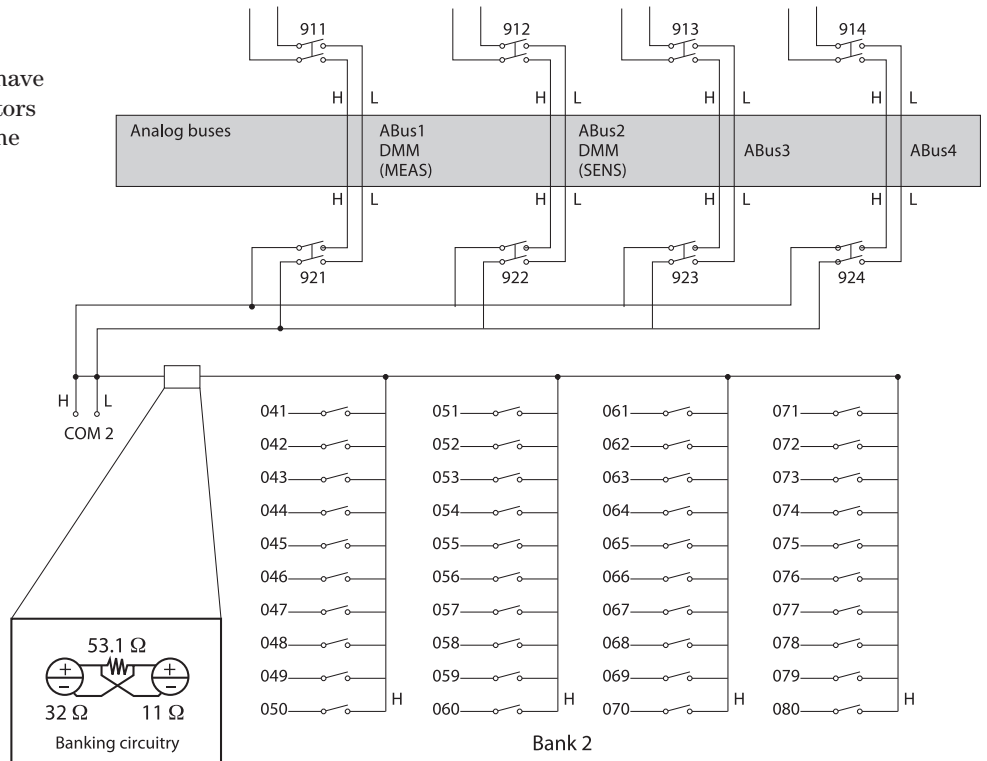 have
tors
ne
911 912 913 914
H L H L H L H L
Analog buses
ABus1
DMM
(MEAS)
ABus2
DMM
(SENS)
ABus3
ABus4
H L H L H L H L
921 922 923 924
H L
COM 2
041 051 061 071
042 052 062 072
043 053 063 073
044 054 064 074
045 055 065 075
046 056 066 076
047 057 067 077
048 058 068 078
049 059 069 079
050 H 060 H 070 H 080 H
53.1 Ω
+ +
– –
32 Ω 11 Ω
Banking circuitry
Bank 2